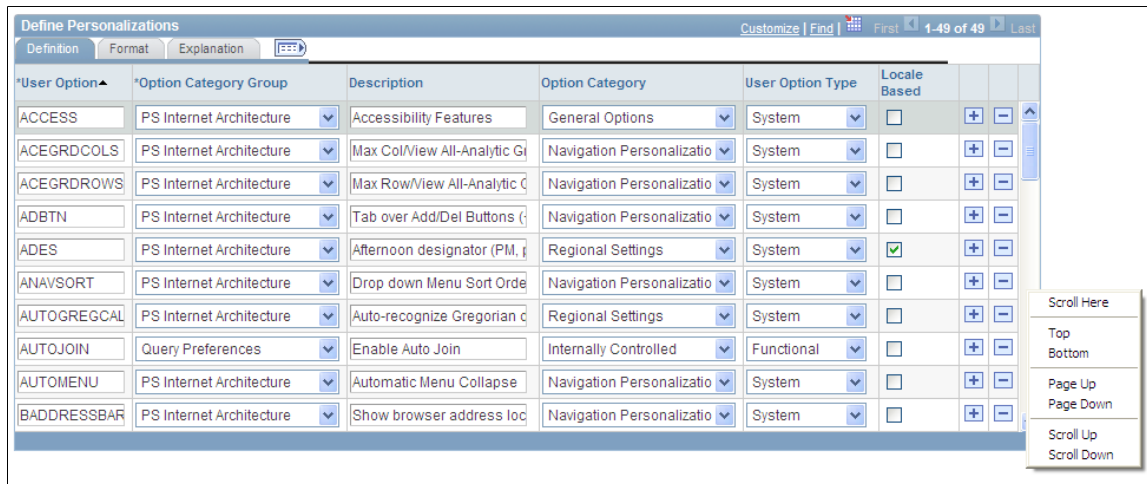 Define Personalizations Customize | Find | First 1-49 of 49 Last
Definition Format Explanation
*User Option *Option Category Group Description Option Category User Option Type Locale Based
ACCESS PS Internet Architecture Accessibility Features General Options System
ACEGRDCOLS PS Internet Architecture Max Col/View All-Analytic Navigation Personalizatio System
ACEGRDROWS PS Internet Architecture Max Row/View All-Analytic Navigation Personalizatio System
ADBTN PS Internet Architecture Tab over Add/Del Buttons ( Navigation Personalizatio System
ADES PS Internet Architecture Afternoon designator (PM, Regional Settings System
ANAVSORT PS Internet Architecture Drop down Menu Sort Orde Navigation Personalizatio System
AUTOGREGCAL PS Internet Architecture Auto-recognize Gregorian Regional Settings System
AUTOJOIN Query Preferences Enable Auto Join Internally Controlled Functional
AUTOMENU PS Internet Architecture Automatic Menu Collapse Navigation Personalizatio System
BADDRESSBAR PS Internet Architecture Show browser address loc Navigation Personalizatio System
Scroll Here
Top
Bottom
Page Up
Page Down
Scroll Up
Scroll Down